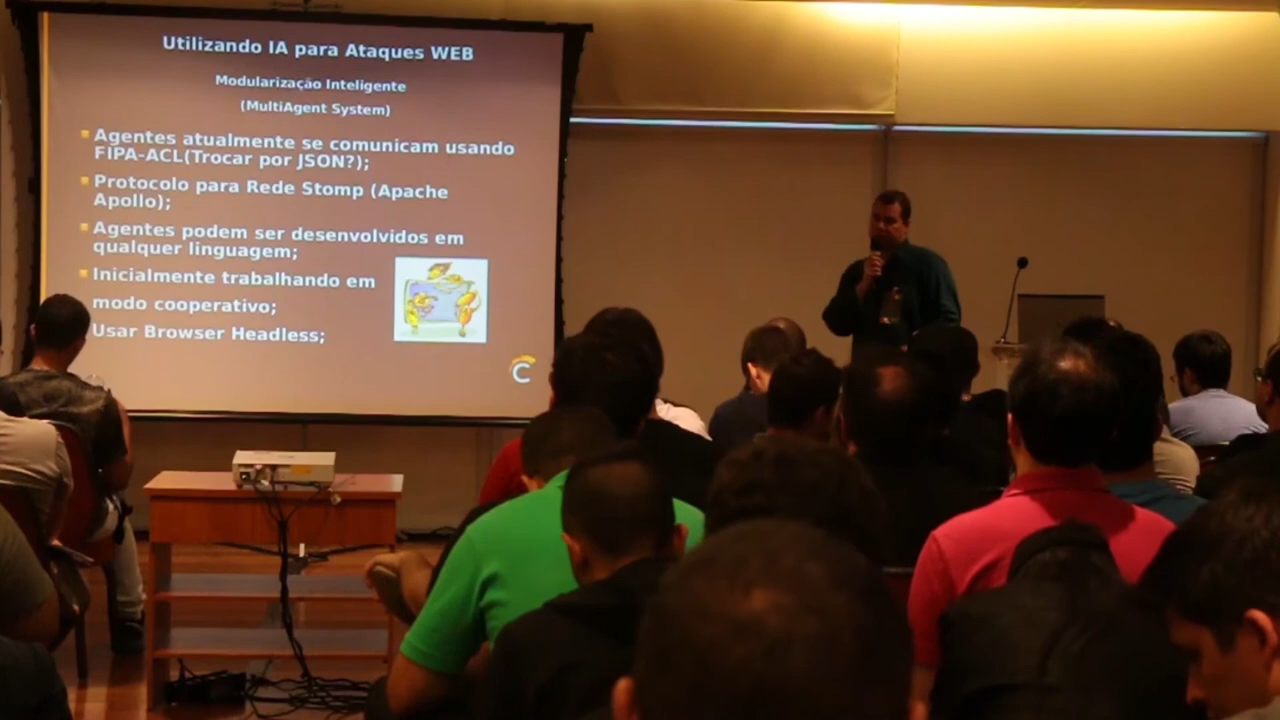 Utilizando IA para Ataques WEB
Modularização Inteligente
(MultiAgent System)
Agentes atualmente se comunicam usando
FIPA-ACL(Trocar por JSON?);
Protocolo para Rede Stomp (Apache
Apollo);
Agentes podem ser desenvolvidos em
qualquer linguagem;
Inicialmente trabalhando em
modo cooperativo;
Usar Browser Headless;
C